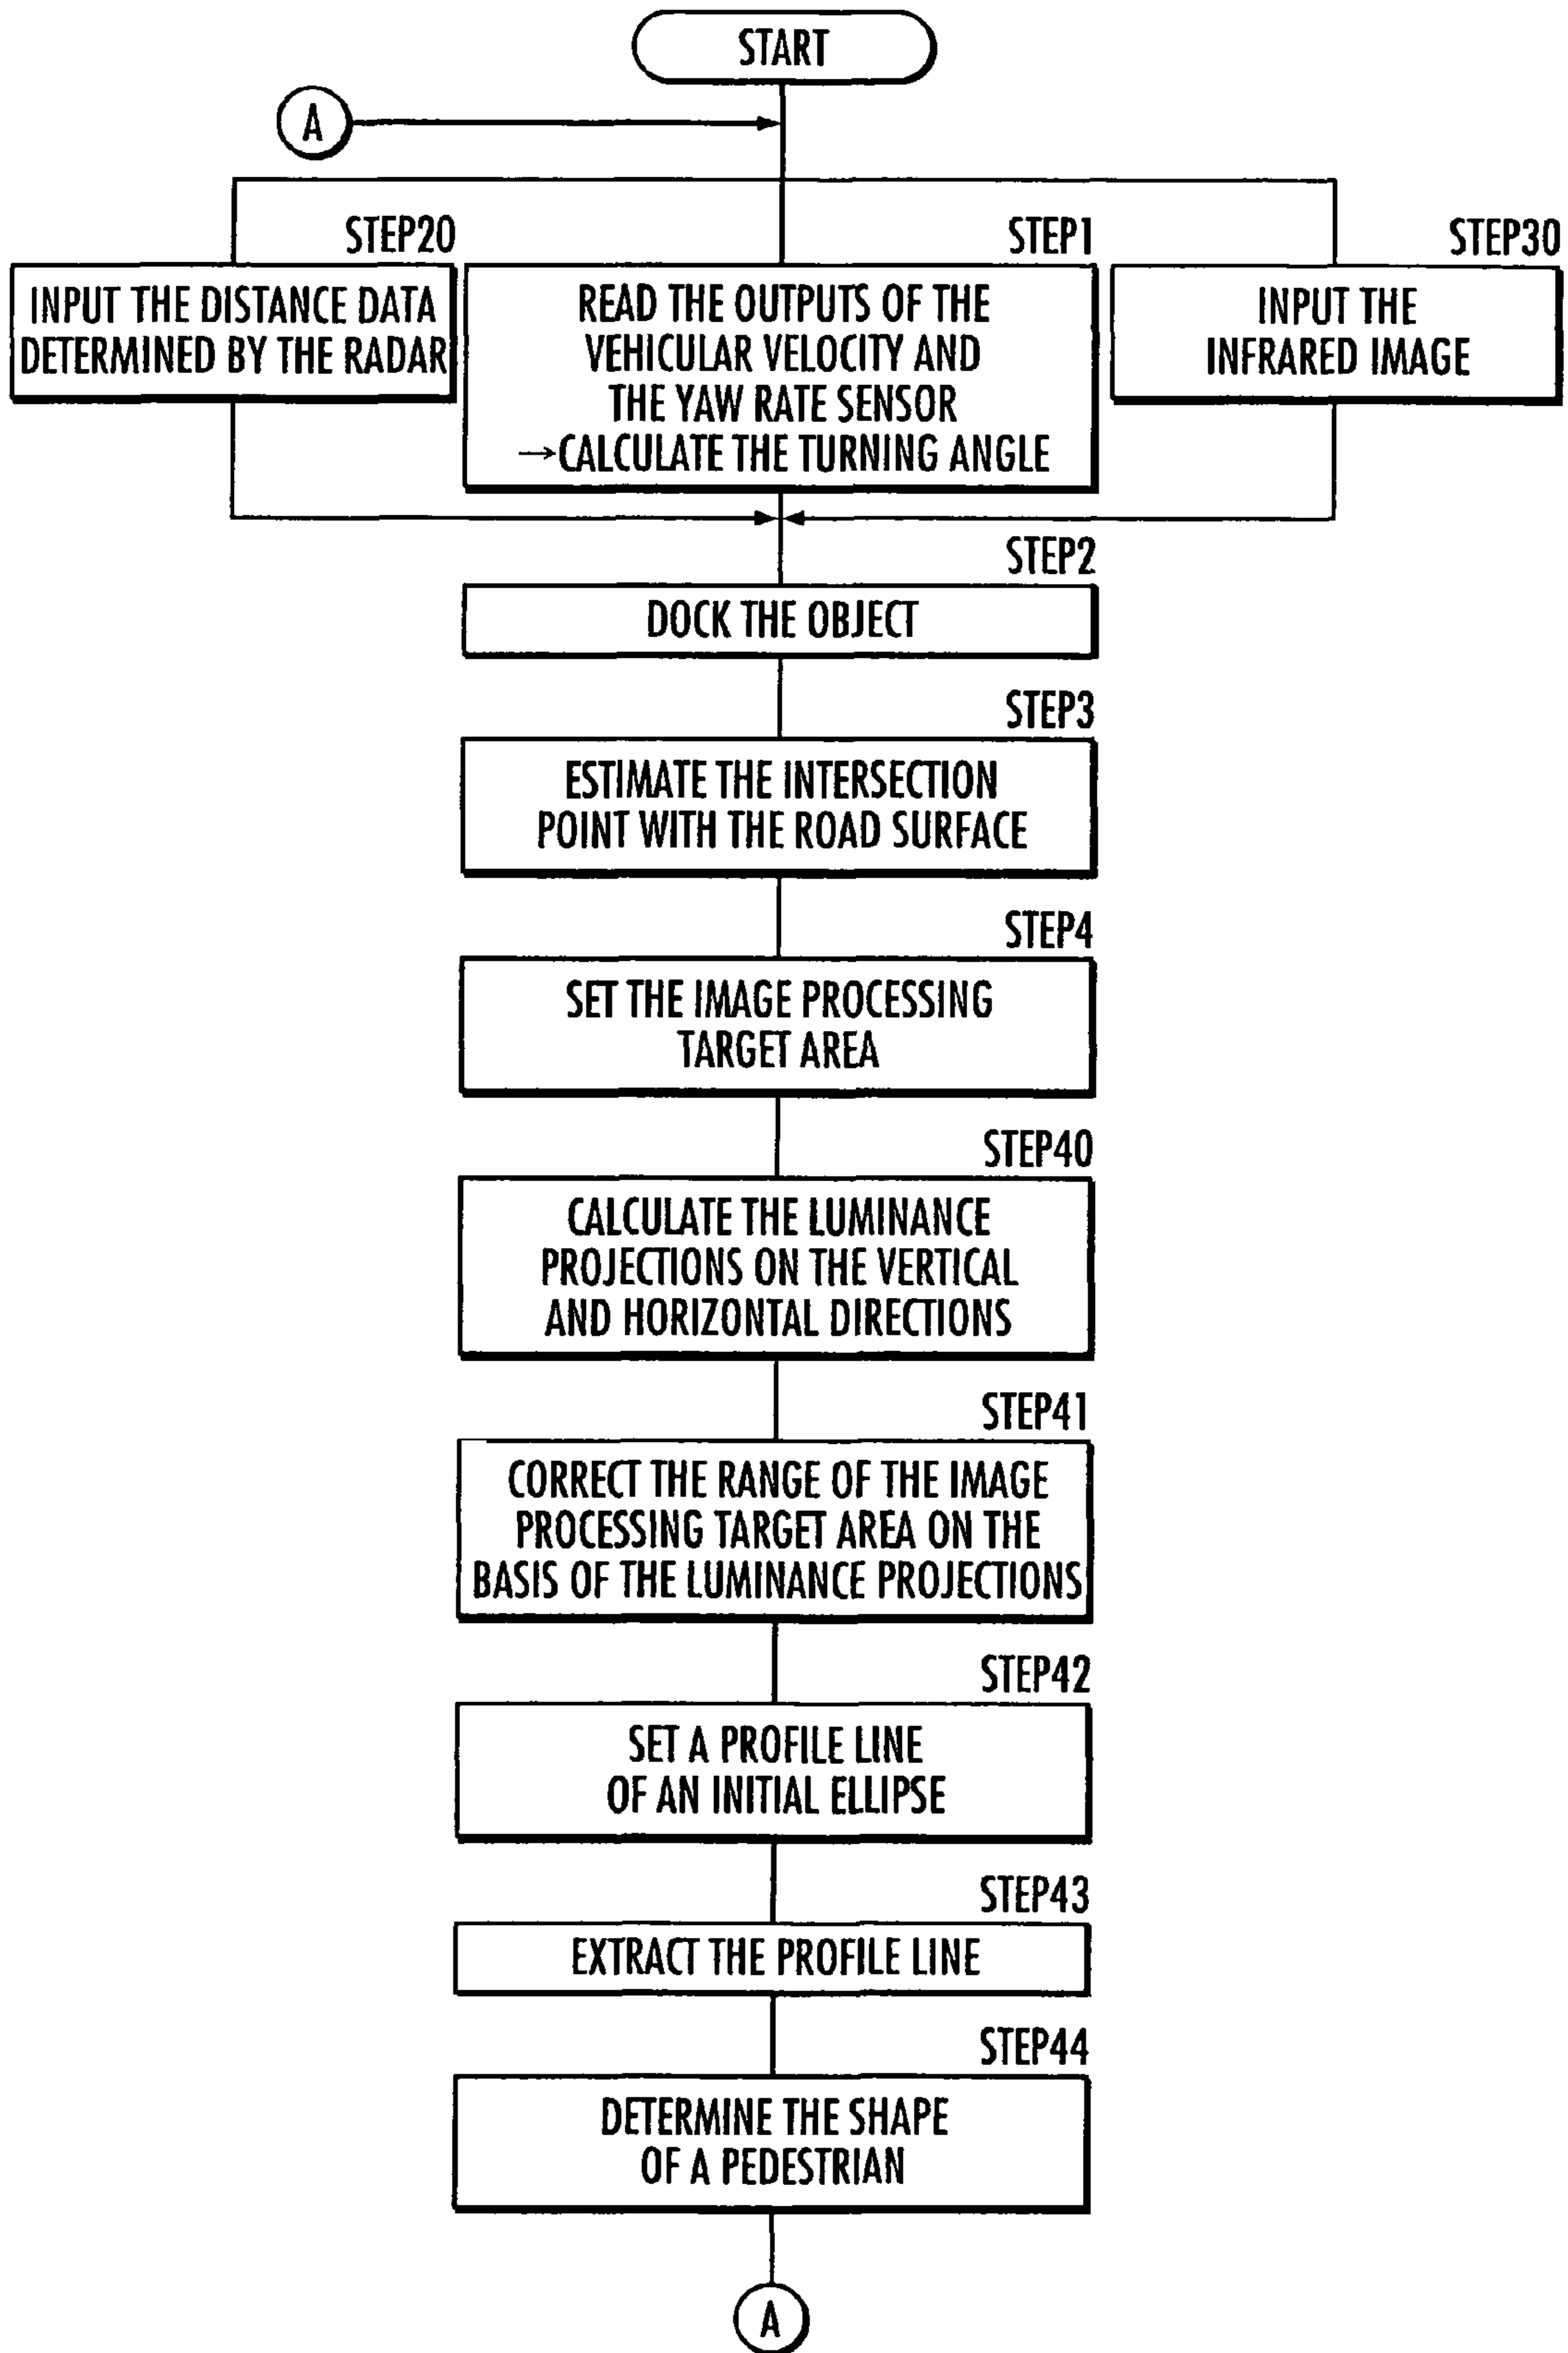 START
A
STEP20
INPUT THE DISTANCE DATA
DETERMINED BY THE RADAR
STEP1
READ THE OUTPUTS OF THE
VEHICULAR VELOCITY AND
THE YAW RATE SENSOR
→CALCULATE THE TURNING ANGLE
STEP30
INPUT THE
INFRARED IMAGE
STEP2
DOCK THE OBJECT
STEP3
ESTIMATE THE INTERSECTION
POINT WITH THE ROAD SURFACE
STEP4
SET THE IMAGE PROCESSING
TARGET AREA
STEP40
CALCULATE THE LUMINANCE
PROJECTIONS ON THE VERTICAL
AND HORIZONTAL DIRECTIONS
STEP41
CORRECT THE RANGE OF THE IMAGE
PROCESSING TARGET AREA ON THE
BASIS OF THE LUMINANCE PROJECTIONS
STEP42
SET A PROFILE LINE
OF AN INITIAL ELLIPSE
STEP43
EXTRACT THE PROFILE LINE
STEP44
DETERMINE THE SHAPE
OF A PEDESTRIAN
A